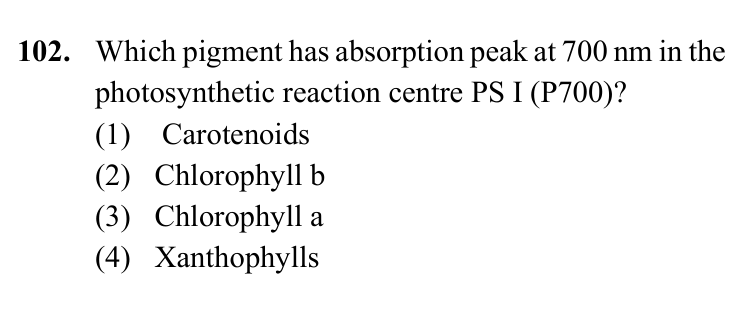 102. Which pigment has absorption peak at 700 nm in the
photosynthetic reaction centre PS I (P700)?
(1) Carotenoids
(2) Chlorophyll b
(3) Chlorophyll a
(4) Xanthophylls